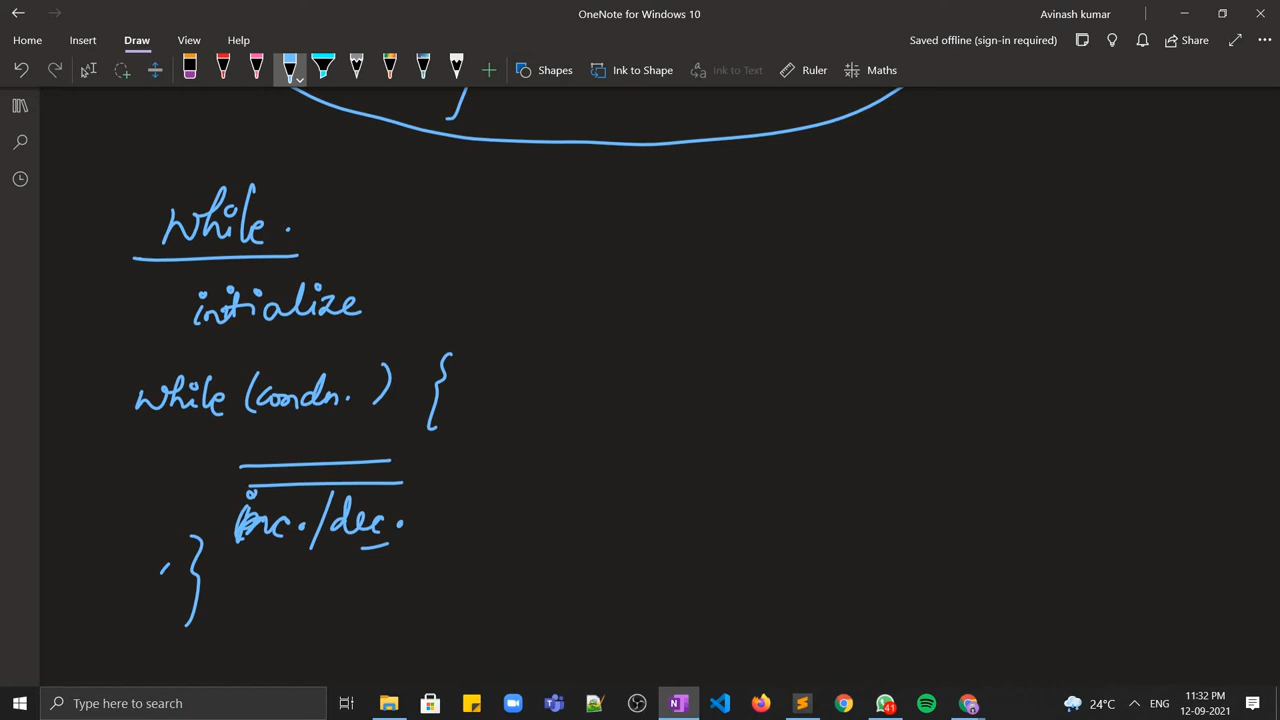 OneNote for Windows 10
Avinash kumar
Home Insert Draw View Help
Saved offline (sign-in required)
Share
Shapes
Ink to Shape
Ink to Text
Ruler
Maths
while.
initialize
while (condn. ) {
inc./dec.
}
Type here to search
41
24°C
ENG
11:32 PM
12-09-2021